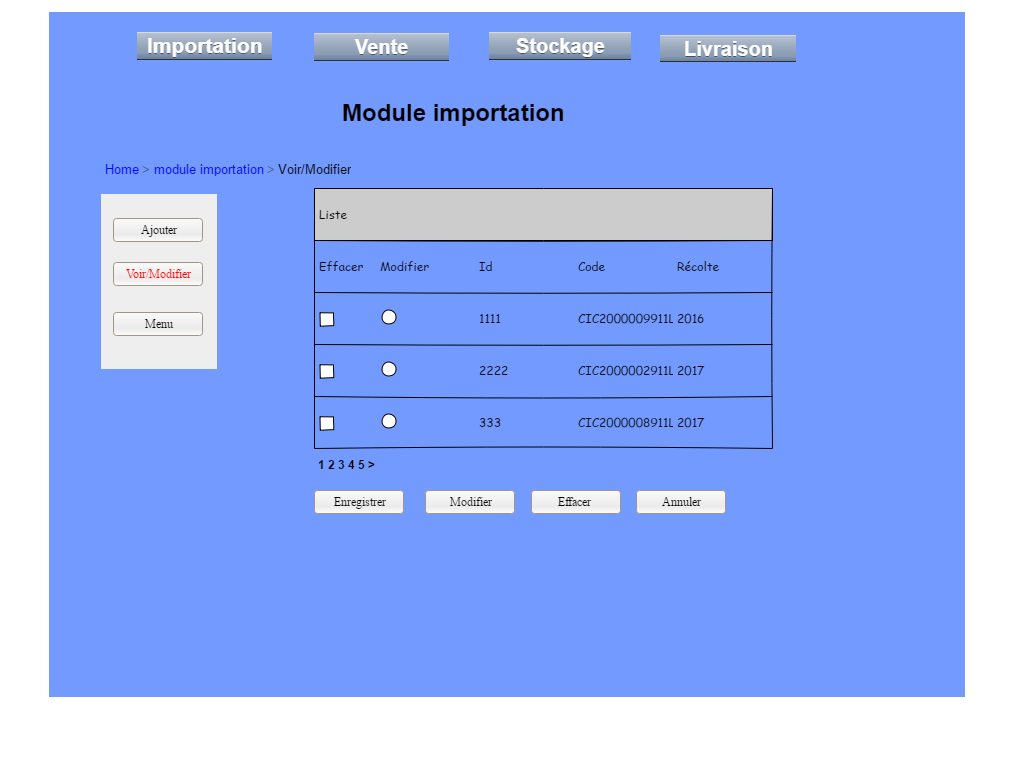 Importation Vente Stockage Livraison
Module importation
Home > module importation > Voir/Modifier
Ajouter
Voir/Modifier
Menu
Liste
Effacer Modifier Id Code Récolte
1111 CIC2000009911L 2016
2222 CIC2000002911L 2017
333 CIC2000008911L 2017
1 2 3 4 5 >
Enregistrer Modifier Effacer Annuler